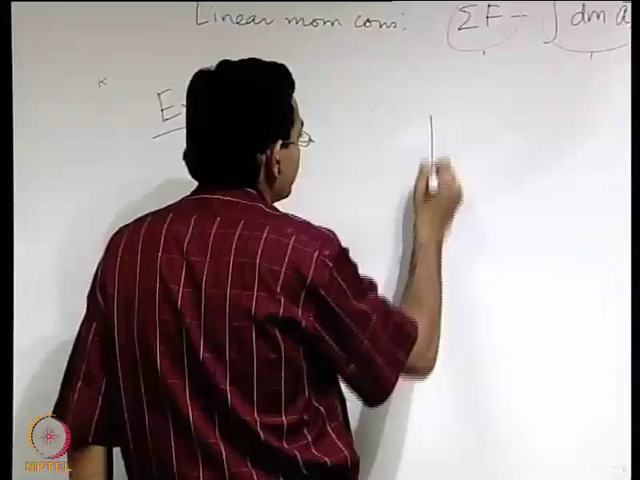 Linear mom cons: ΣF - ∫ dm a
E
NPTEL